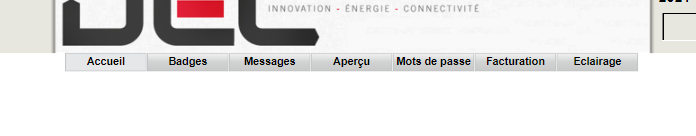 INNOVATION - ÉNERGIE - CONNECTIVITÉ
Accueil Badges Messages Aperçu Mots de passe Facturation Eclairage